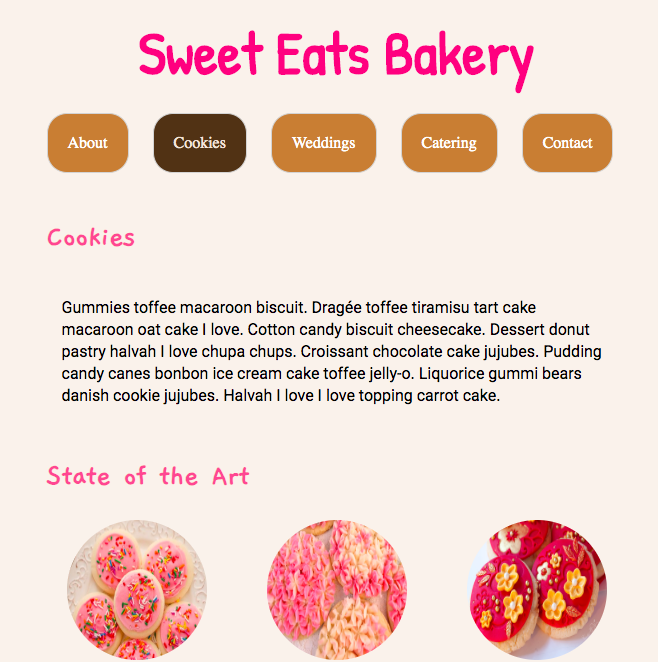 Sweet Eats Bakery
About Cookies Weddings Catering Contact
Cookies
Gummies toffee macaroon biscuit. Dragée toffee tiramisu tart cake
macaroon oat cake I love. Cotton candy biscuit cheesecake. Dessert donut
pastry halvah I love chupa chups. Croissant chocolate cake jujubes. Pudding
candy canes bonbon ice cream cake toffee jelly-o. Liquorice gummi bears
danish cookie jujubes. Halvah I love I love topping carrot cake.
State of the Art